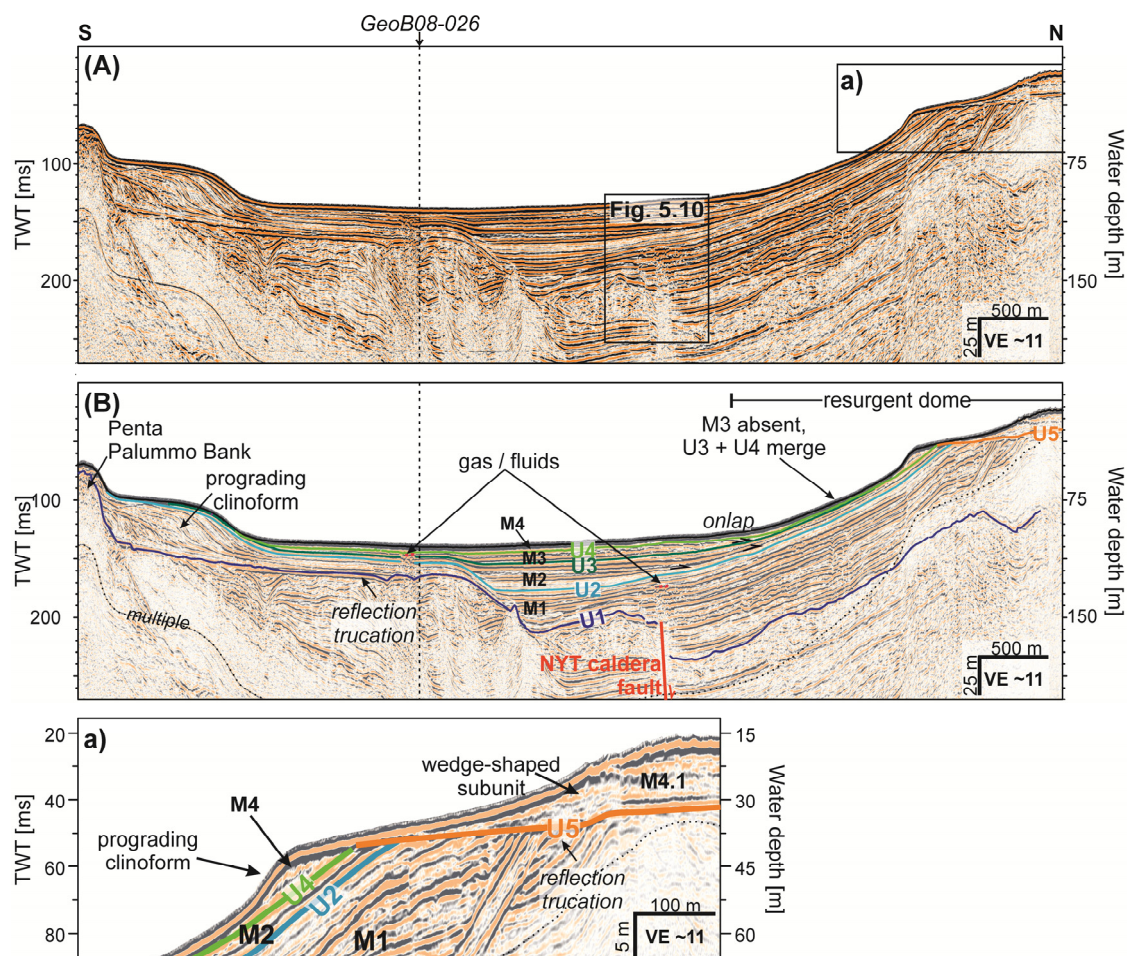 GeoB08-026
S
N
(A)
a)
Fig. 5.10
TWT [ms]
100
200
Water depth [m]
75
150
500 m
25 m
VE ~11
(B)
resurgent dome
Penta
Palummo Bank
M3 absent,
U3 + U4 merge
U5
gas / fluids
prograding
clinoform
onlap
M4
U4
M3
U3
M2
U2
M1
U1
reflection
trucation
multiple
NYT caldera
fault
TWT [ms]
100
200
Water depth [m]
75
150
500 m
25 m
VE ~11
a)
20
40
60
80
TWT [ms]
15
30
45
60
Water depth [m]
wedge-shaped
subunit
M4.1
M4
prograding
clinoform
U5
U4
U2
reflection
trucation
M2
M1
100 m
5 m
VE ~11